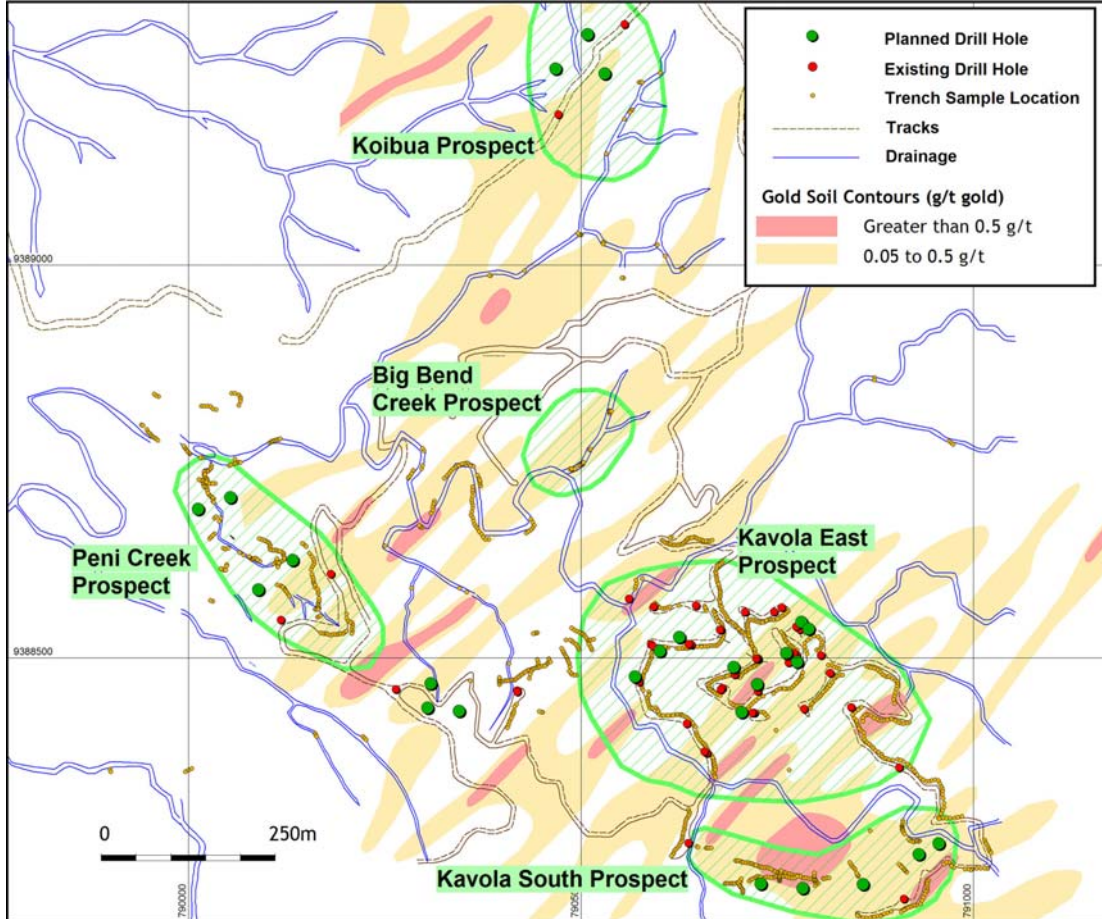 Planned Drill Hole
Existing Drill Hole
Trench Sample Location
Tracks
Drainage
Gold Soil Contours (g/t gold)
Greater than 0.5 g/t
0.05 to 0.5 g/t
Koibua Prospect
9389000
Big Bend
Creek Prospect
Peni Creek
Prospect
Kavola East
Prospect
9388500
0 250m
Kavola South Prospect
790000
791000